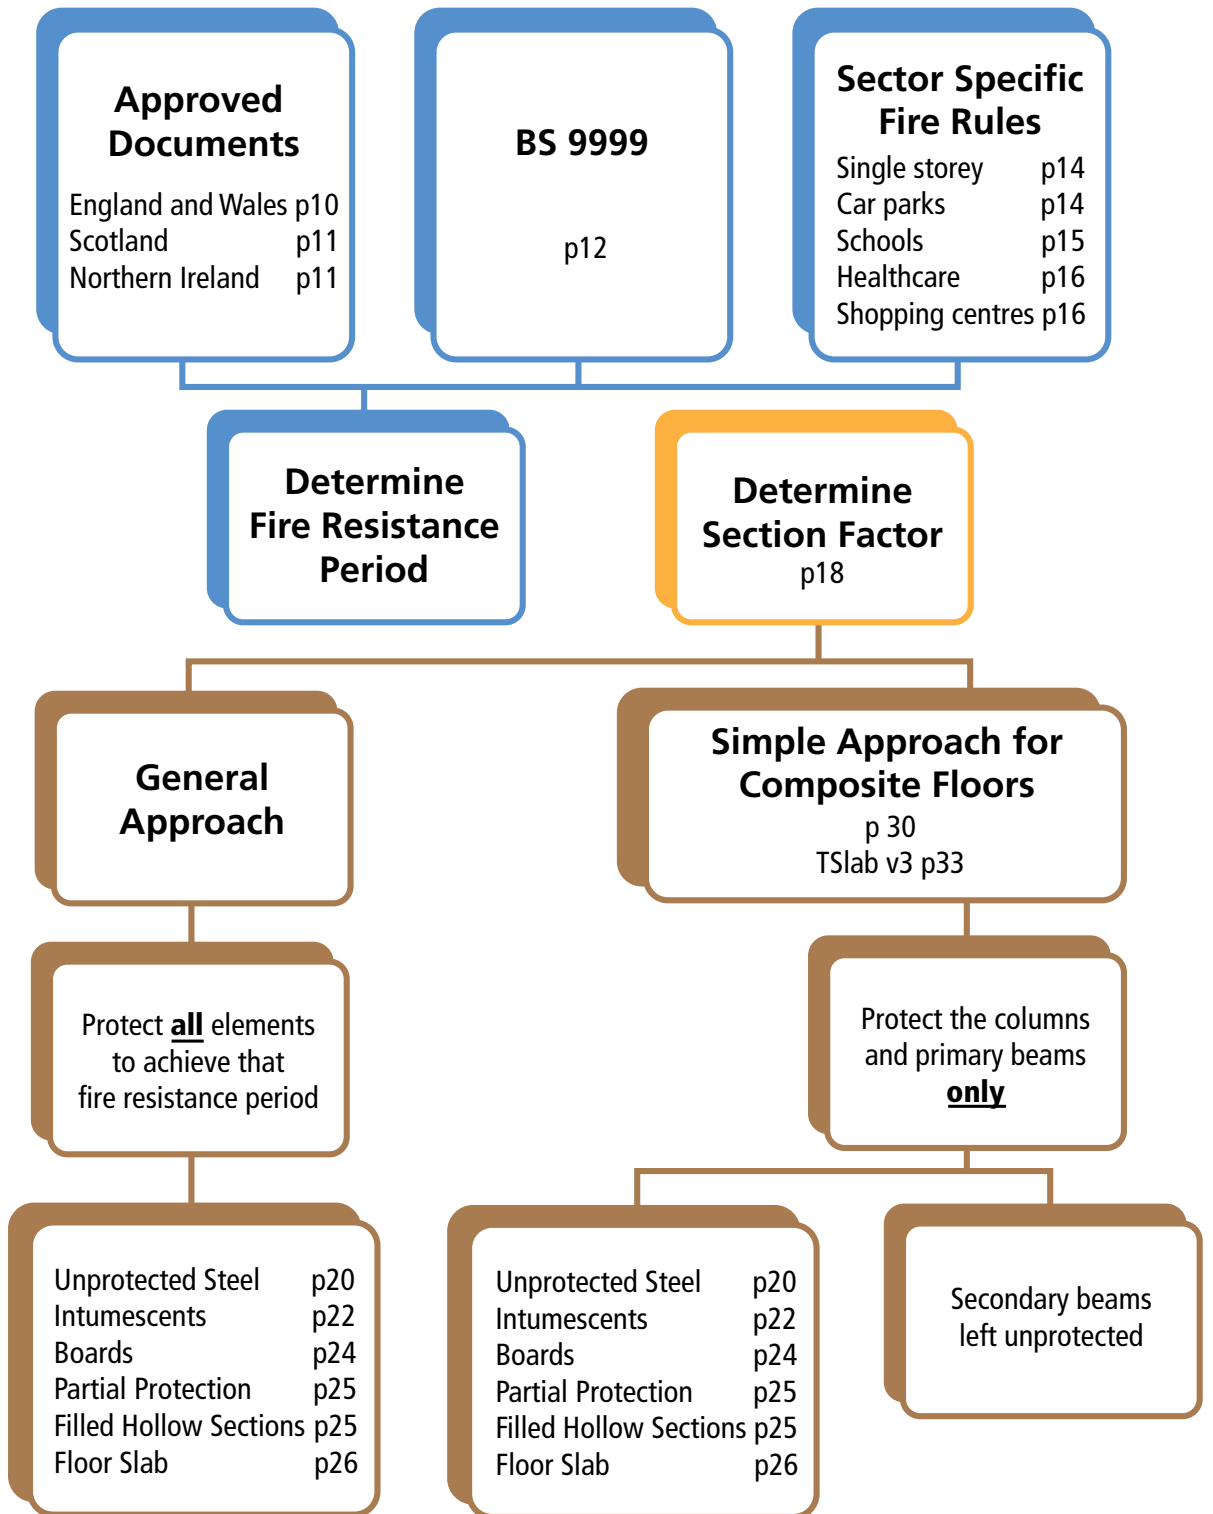 Approved
Documents
England and Wales p10
Scotland p11
Northern Ireland p11
BS 9999
p12
Sector Specific
Fire Rules
Single storey p14
Car parks p14
Schools p15
Healthcare p16
Shopping centres p16
Determine
Fire Resistance
Period
Determine
Section Factor
p18
General
Approach
Simple Approach for
Composite Floors
p 30
TSlab v3 p33
Protect all elements
to achieve that
fire resistance period
Protect the columns
and primary beams
only
Unprotected Steel p20
Intumescents p22
Boards p24
Partial Protection p25
Filled Hollow Sections p25
Floor Slab p26
Unprotected Steel p20
Intumescents p22
Boards p24
Partial Protection p25
Filled Hollow Sections p25
Floor Slab p26
Secondary beams
left unprotected